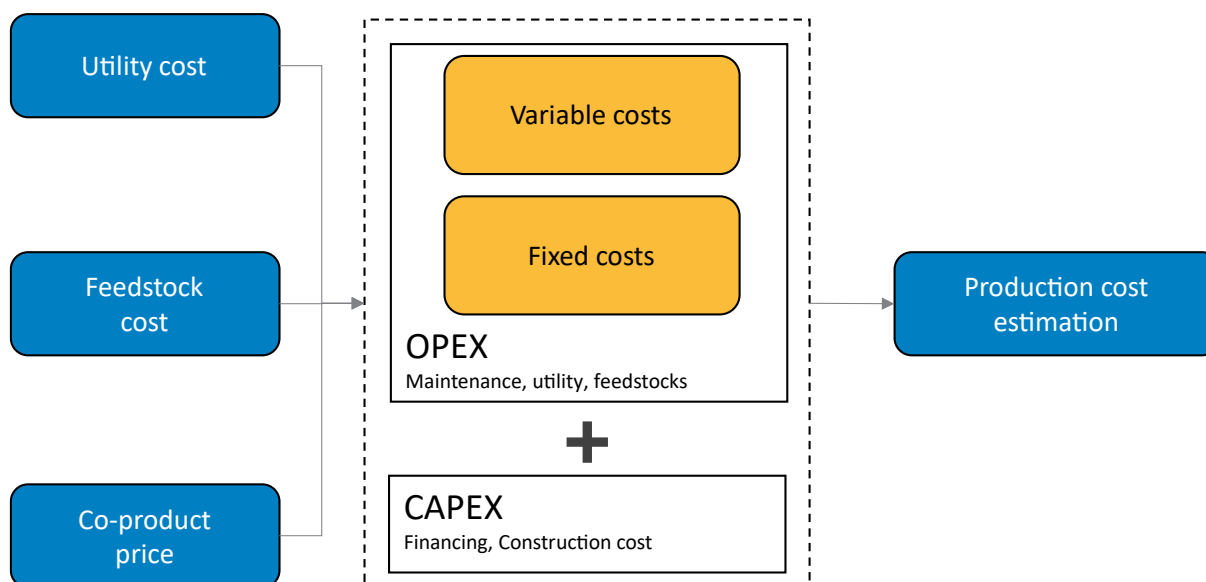 Utility cost
Feedstock
cost
Co-product
price
Variable costs
Fixed costs
OPEX
Maintenance, utility, feedstocks
+
CAPEX
Financing, Construction cost
Production cost
estimation